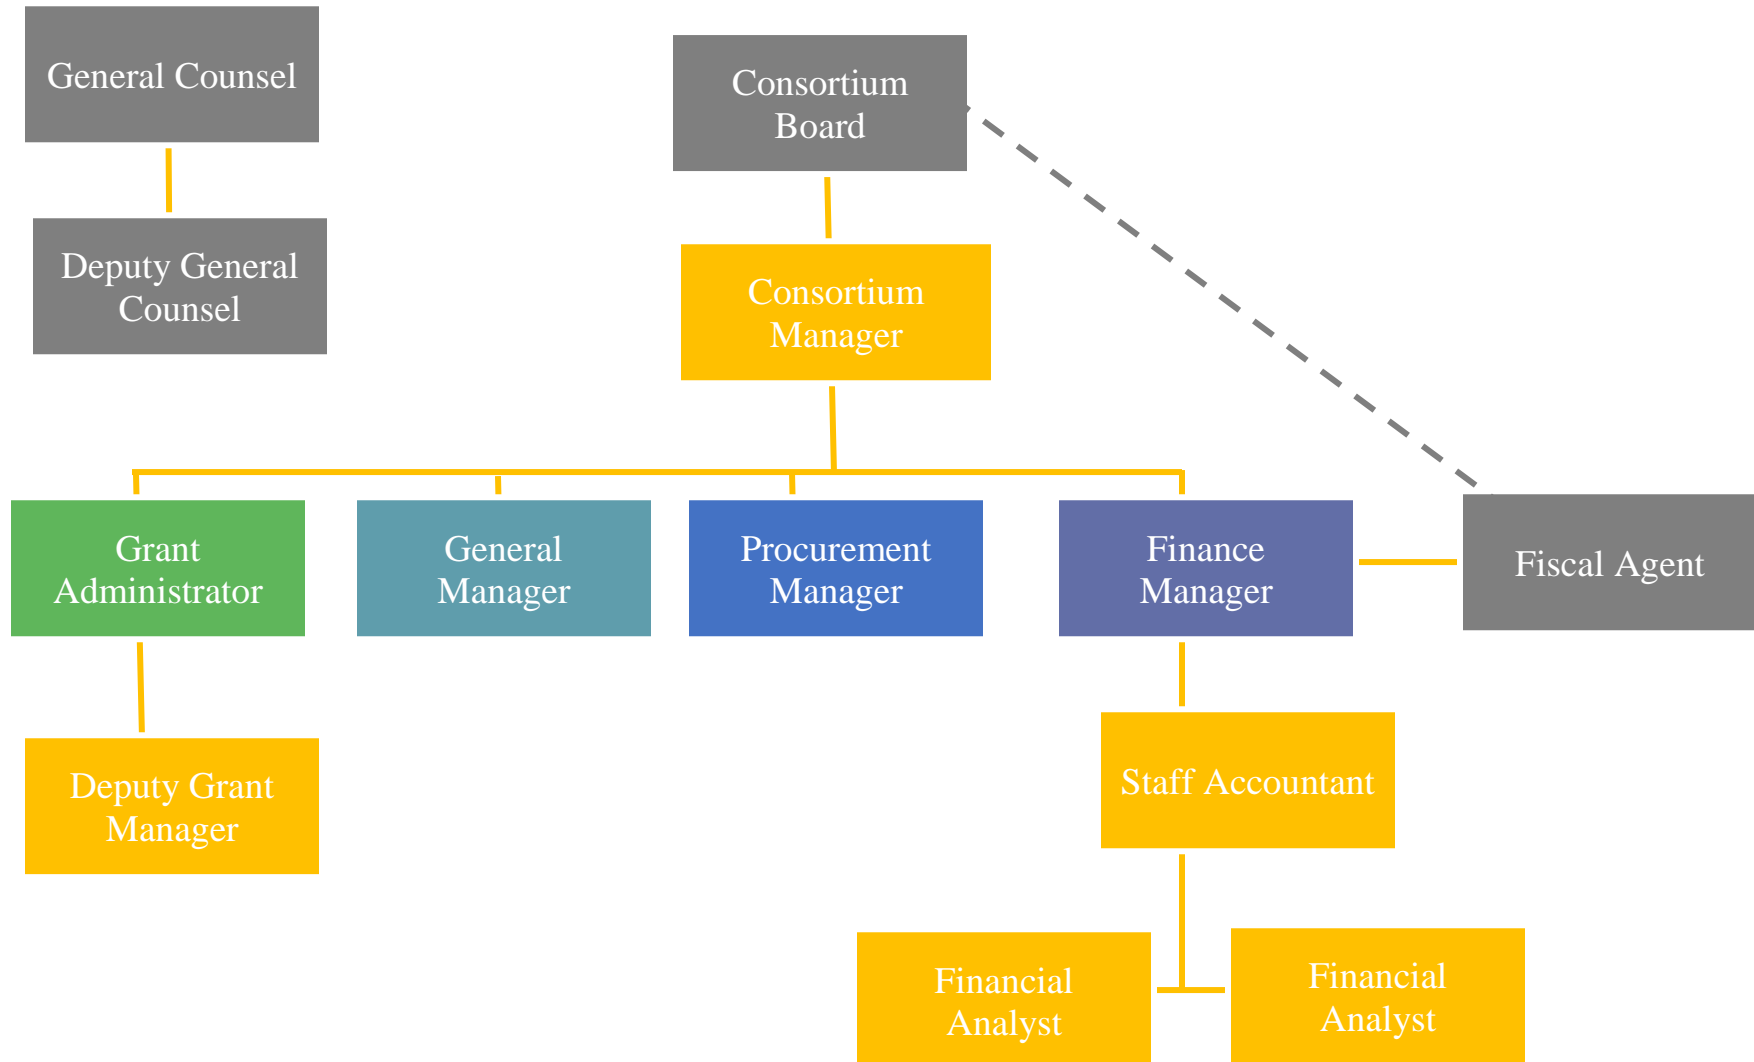 General Counsel
Consortium
Board
Deputy General
Counsel
Consortium
Manager
Grant
Administrator
General
Manager
Procurement
Manager
Finance
Manager
Fiscal Agent
Deputy Grant
Manager
Staff Accountant
Financial
Analyst
Financial
Analyst